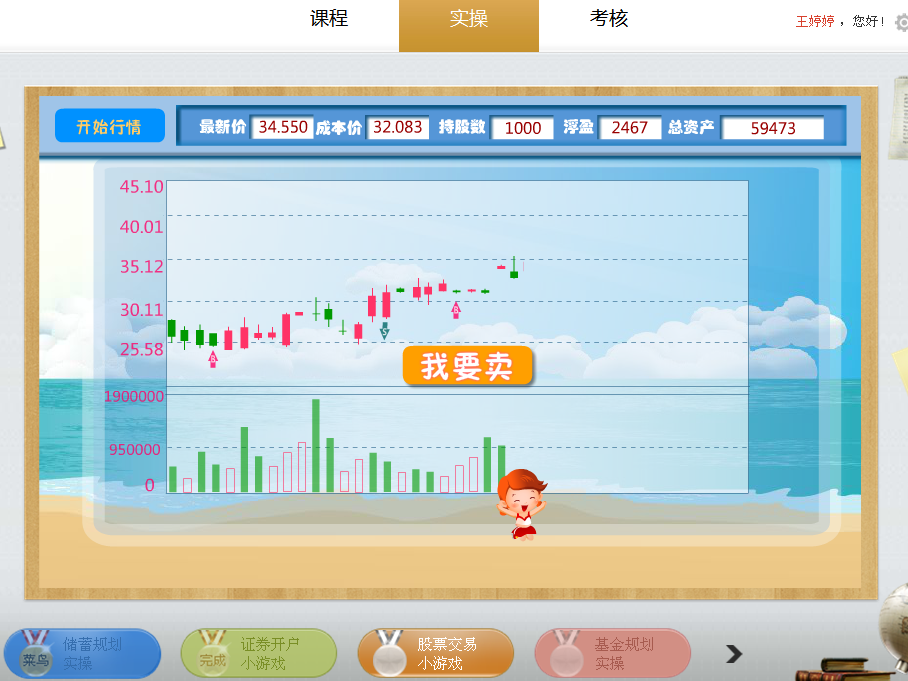 课程 实操 考核 王婷婷 ，您好！
开始行情 最新价 34.550 成本价 32.083 持股数 1000 浮盈 2467 总资产 59473
45.10
40.01
35.12
30.11
25.58
B
S
B
我要卖
1900000
950000
0
菜鸟 储蓄规划
实操
完成 证券开户
小游戏
股票交易
小游戏
基金规划
实操